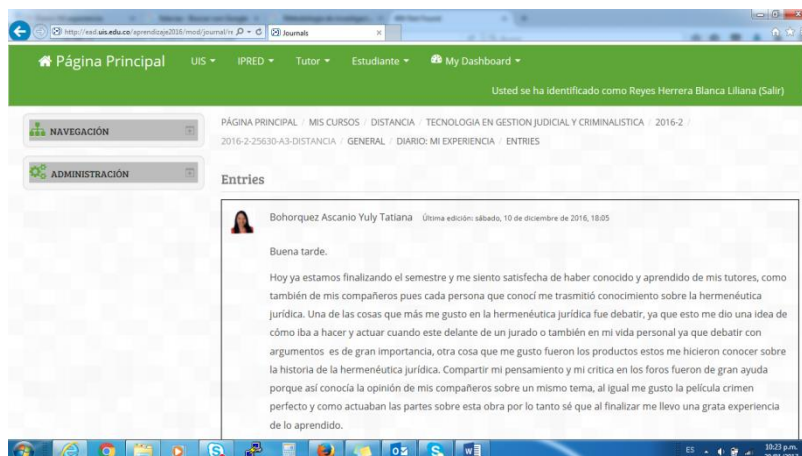 http://ead.uis.edu.co/aprendizaje2016/mod/journal/re
Journals
Página Principal
UIS
IPRED
Tutor
Estudiante
My Dashboard
Usted se ha identificado como Reyes Herrera Blanca Liliana (Salir)
NAVEGACIÓN
ADMINISTRACIÓN
PÁGINA PRINCIPAL / MIS CURSOS / DISTANCIA / TECNOLOGIA EN GESTION JUDICIAL Y CRIMINALISTICA / 2016-2 /
2016-2-25630-A3-DISTANCIA / GENERAL / DIARIO: MI EXPERIENCIA / ENTRIES
Entries
Bohorquez Ascanio Yuly Tatiana Última edición: sábado, 10 de diciembre de 2016, 18:05
Buena tarde.
Hoy ya estamos finalizando el semestre y me siento satisfecha de haber conocido y aprendido de mis tutores, como
también de mis compañeros pues cada persona que conocí me trasmitió conocimiento sobre la hermenéutica
jurídica. Una de las cosas que más me gusto en la hermenéutica jurídica fue debatir, ya que esto me dio una idea de
cómo iba a hacer y actuar cuando este delante de un jurado o también en mi vida personal ya que debatir con
argumentos es de gran importancia, otra cosa que me gusto fueron los productos estos me hicieron conocer sobre
la historia de la hermenéutica jurídica. Compartir mi pensamiento y mi critica en los foros fueron de gran ayuda
porque así conocía la opinión de mis compañeros sobre un mismo tema, al igual me gusto la película crimen
perfecto y como actuaban las partes sobre esta obra por lo tanto sé que al finalizar me llevo una grata experiencia
de lo aprendido.
ES
10:23 p.m.